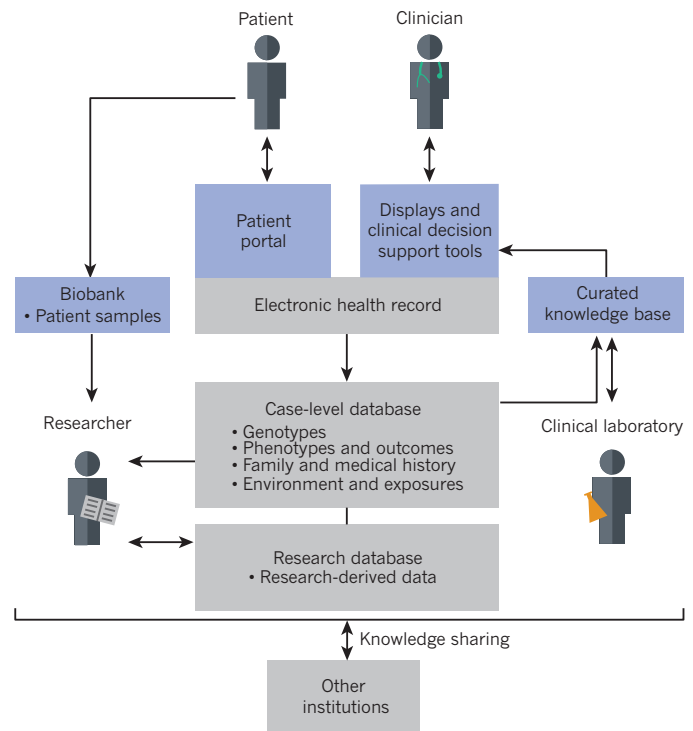 Patient
Clinician
Patient
portal
Displays and
clinical decision
support tools
Biobank
• Patient samples
Electronic health record
Curated
knowledge base
Case-level database
• Genotypes
• Phenotypes and outcomes
• Family and medical history
• Environment and exposures
Researcher
Clinical laboratory
Research database
• Research-derived data
Knowledge sharing
Other
institutions